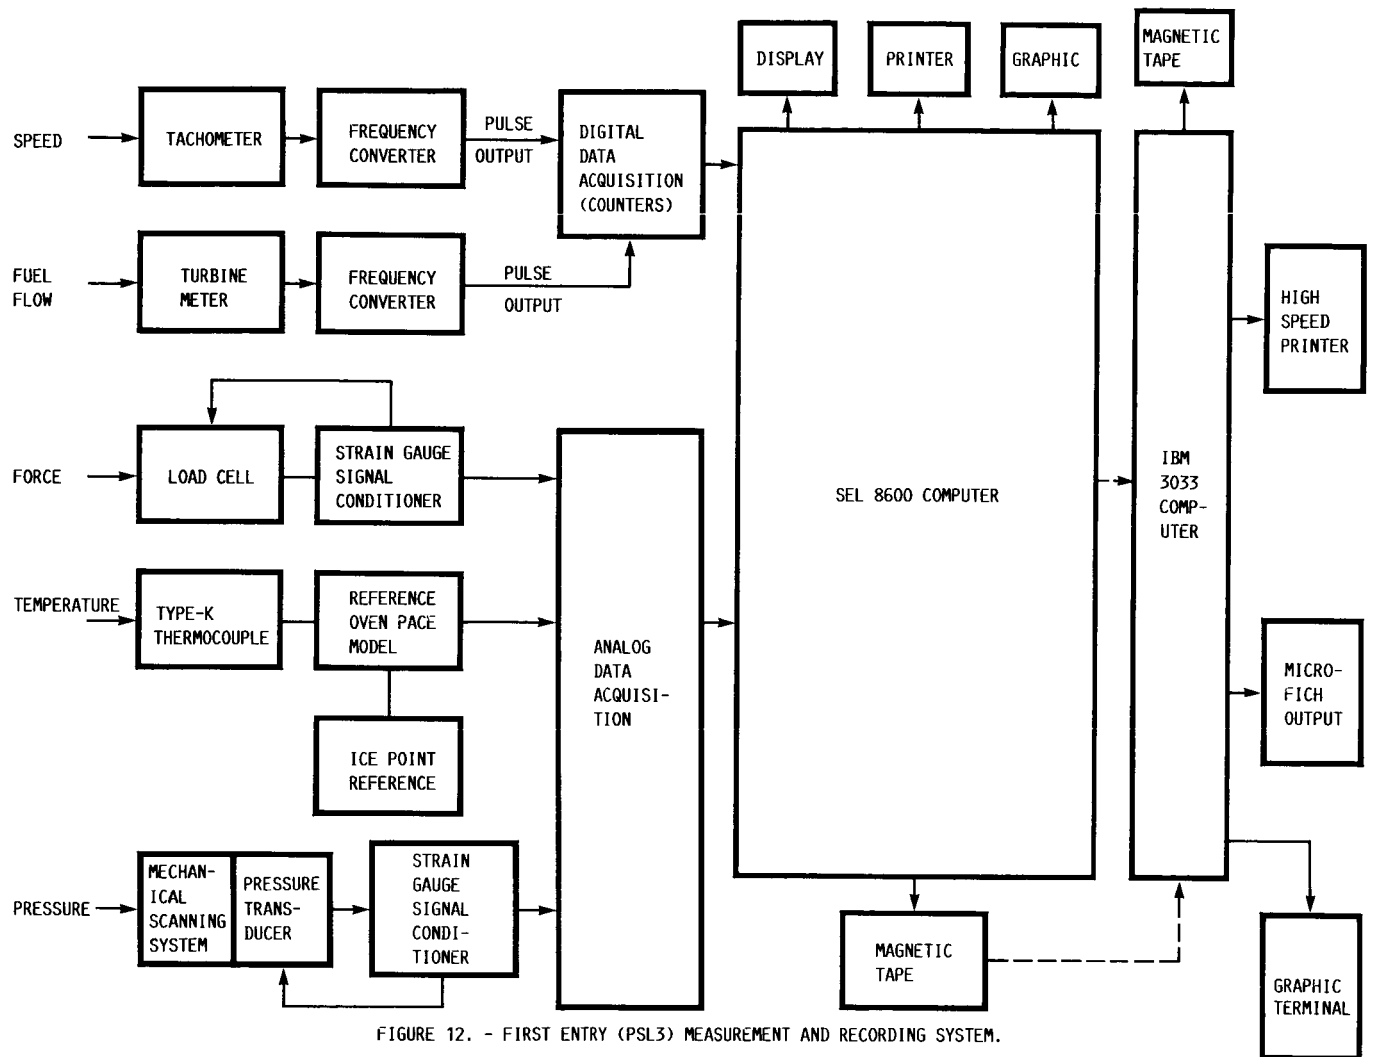 DISPLAY
PRINTER
GRAPHIC
MAGNETIC
TAPE
SPEED
TACHOMETER
FREQUENCY
CONVERTER
PULSE
OUTPUT
DIGITAL
DATA
ACQUISITION
(COUNTERS)
FUEL
FLOW
TURBINE
METER
FREQUENCY
CONVERTER
PULSE
OUTPUT
HIGH
SPEED
PRINTER
FORCE
LOAD CELL
STRAIN GAUGE
SIGNAL
CONDITIONER
SEL 8600 COMPUTER
IBM
3033
COMP-
UTER
TEMPERATURE
TYPE-K
THERMOCOUPLE
REFERENCE
OVEN PACE
MODEL
ANALOG
DATA
ACQUISI-
TION
MICRO-
FICH
OUTPUT
ICE POINT
REFERENCE
PRESSURE
MECHAN-
ICAL
SCANNING
SYSTEM
PRESSURE
TRANS-
DUCER
STRAIN
GAUGE
SIGNAL
CONDI-
TIONER
MAGNETIC
TAPE
GRAPHIC
TERMINAL
FIGURE 12. - FIRST ENTRY (PSL3) MEASUREMENT AND RECORDING SYSTEM.